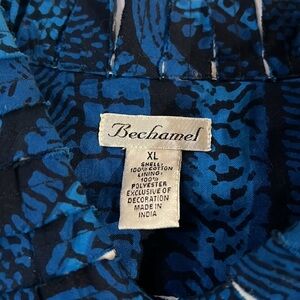 Bechamel
XL
SHELL:
100% COTTON
LINING:
100%
POLYESTER
EXCLUSIVE OF
DECORATION
MADE IN
INDIA